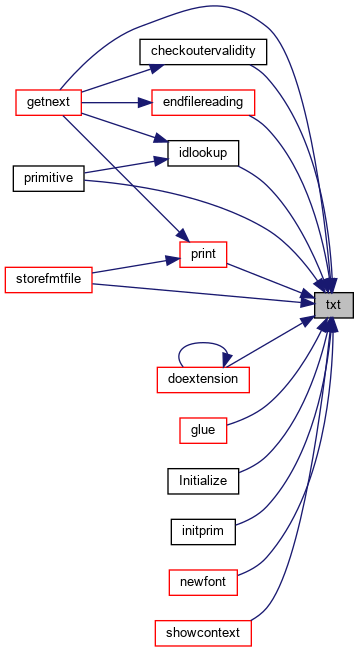 checkoutervalidity
getnext
endfilereading
idlookup
primitive
print
storefmtfile
txt
doextension
glue
Initialize
initprim
newfont
showcontext